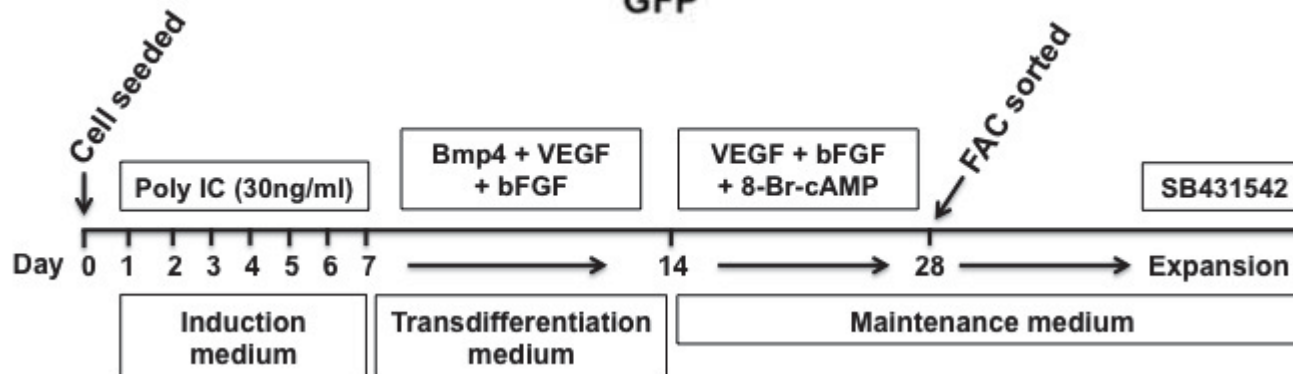 GFP
Cell seeded
FAC sorted
Poly IC (30ng/ml)
Bmp4 + VEGF
+ bFGF
VEGF + bFGF
+ 8-Br-cAMP
SB431542
Day 0 1 2 3 4 5 6 7 14 28 Expansion
Induction
medium
Transdifferentiation
medium
Maintenance medium